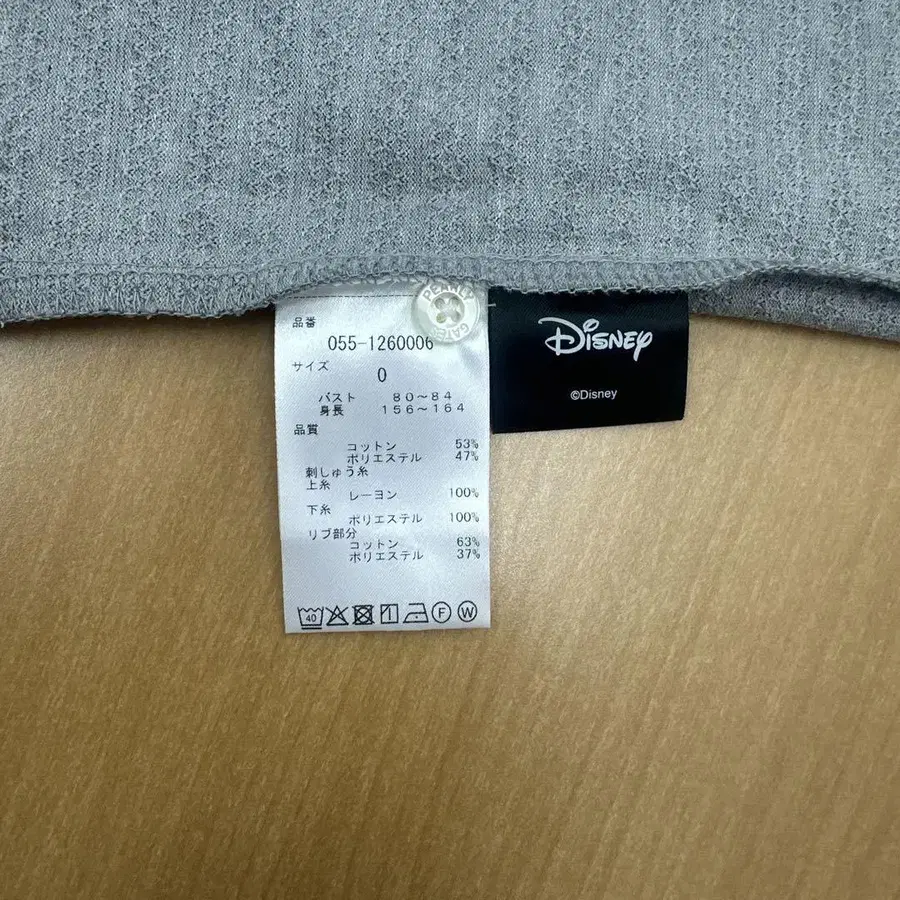 PEARLY
GATES
品番
055-1260006
サイズ
0
バスト 80～84
身長 156～164
品質
コットン 53%
ポリエステル 47%
刺しゅう糸
上糸
レーヨン 100%
下糸
ポリエステル 100%
リブ部分
コットン 63%
ポリエステル 37%
40 F W
Disney
©Disney